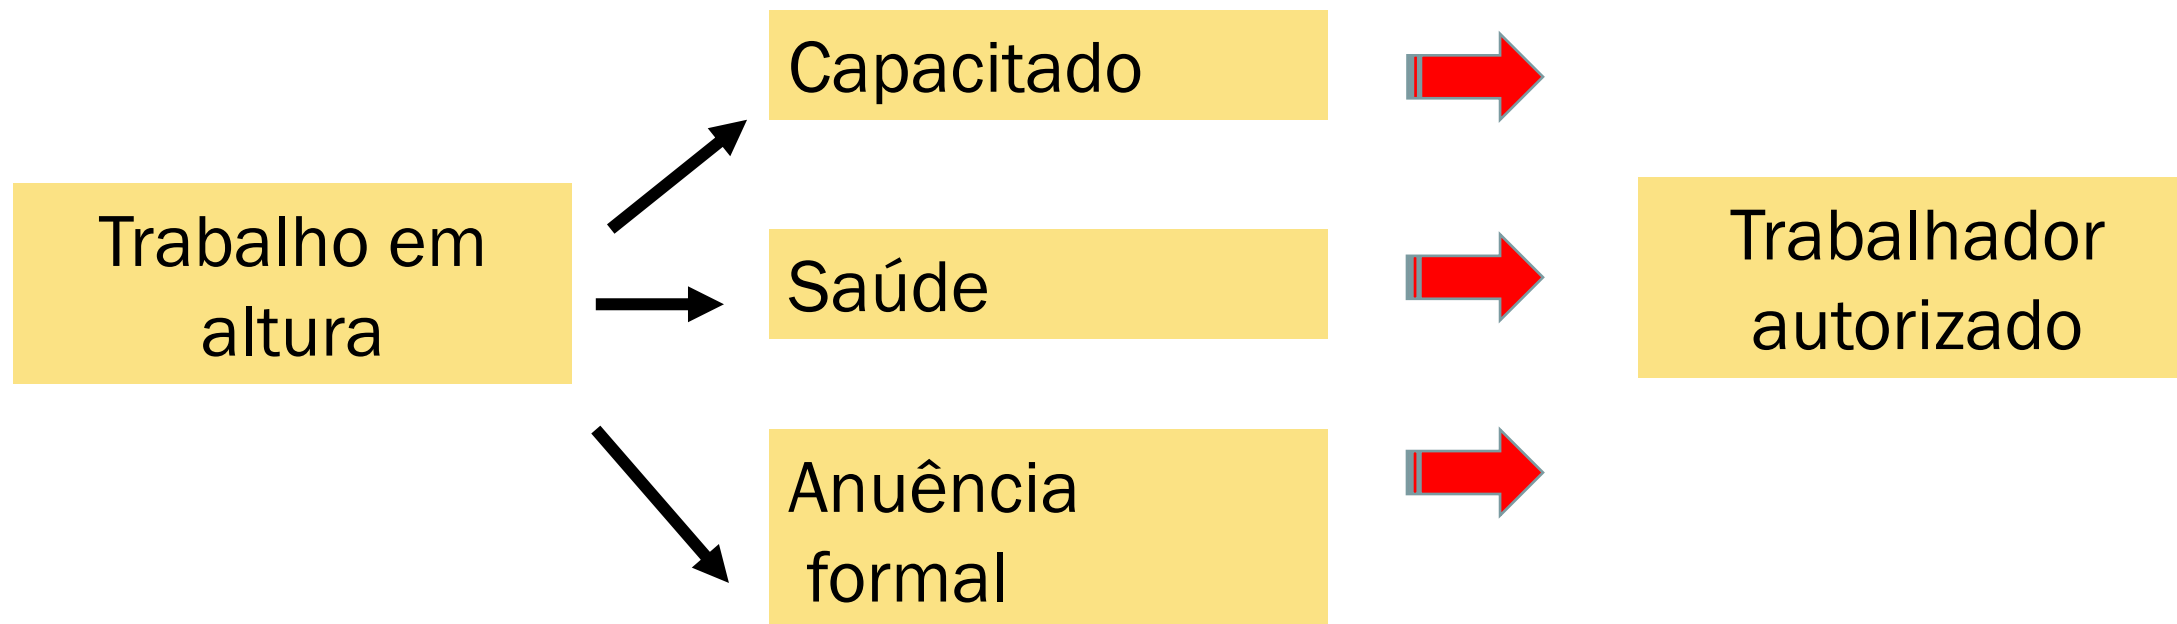 Trabalho em
altura
Capacitado
Saúde
Anuência
formal
Trabalhador
autorizado